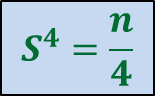 S⁴ = n/4